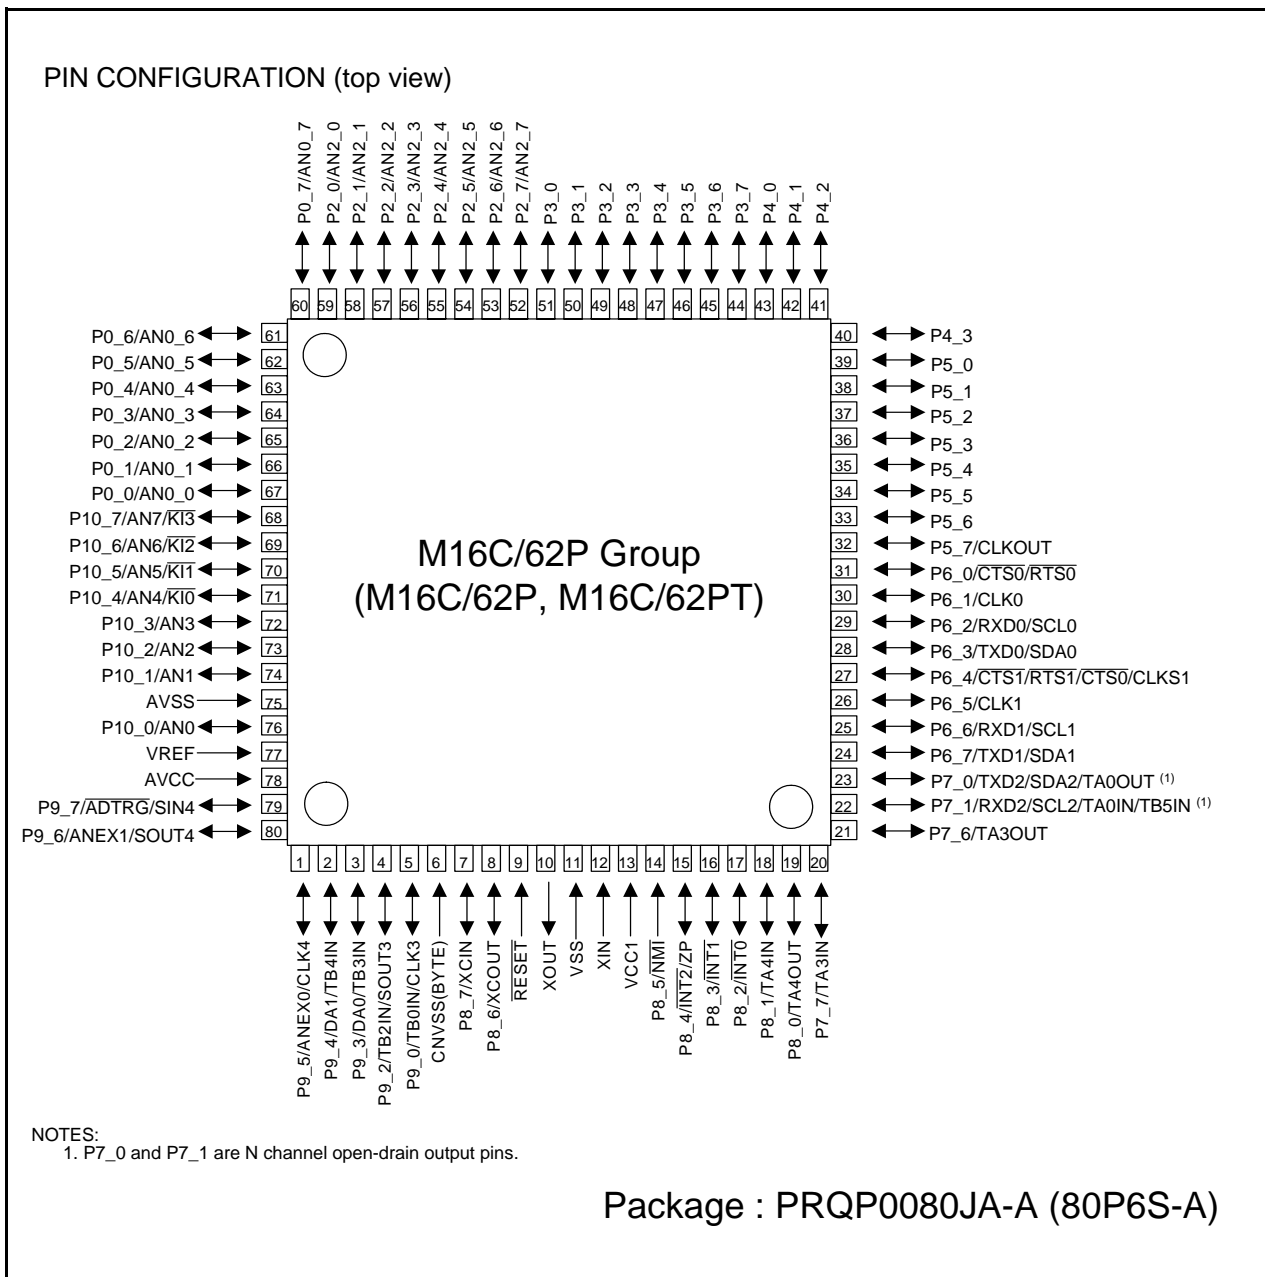 PIN CONFIGURATION (top view)
P0_7/AN0_7
P2_0/AN2_0
P2_1/AN2_1
P2_2/AN2_2
P2_3/AN2_3
P2_4/AN2_4
P2_5/AN2_5
P2_6/AN2_6
P2_7/AN2_7
P3_0
P3_1
P3_2
P3_3
P3_4
P3_5
P3_6
P3_7
P4_0
P4_1
P4_2
60 59 58 57 56 55 54 53 52 51 50 49 48 47 46 45 44 43 42 41
P0_6/AN0_6 61
P0_5/AN0_5 62
P0_4/AN0_4 63
P0_3/AN0_3 64
P0_2/AN0_2 65
P0_1/AN0_1 66
P0_0/AN0_0 67
P10_7/AN7/KI3 68
P10_6/AN6/KI2 69
P10_5/AN5/KI1 70
P10_4/AN4/KI0 71
P10_3/AN3 72
P10_2/AN2 73
P10_1/AN1 74
AVSS 75
P10_0/AN0 76
VREF 77
AVCC 78
P9_7/ADTRG/SIN4 79
P9_6/ANEX1/SOUT4 80
M16C/62P Group
(M16C/62P, M16C/62PT)
40 P4_3
39 P5_0
38 P5_1
37 P5_2
36 P5_3
35 P5_4
34 P5_5
33 P5_6
32 P5_7/CLKOUT
31 P6_0/CTS0/RTS0
30 P6_1/CLK0
29 P6_2/RXD0/SCL0
28 P6_3/TXD0/SDA0
27 P6_4/CTS1/RTS1/CTS0/CLKS1
26 P6_5/CLK1
25 P6_6/RXD1/SCL1
24 P6_7/TXD1/SDA1
23 P7_0/TXD2/SDA2/TA0OUT (1)
22 P7_1/RXD2/SCL2/TA0IN/TB5IN (1)
21 P7_6/TA3OUT
1 2 3 4 5 6 7 8 9 10 11 12 13 14 15 16 17 18 19 20
P9_5/ANEX0/CLK4
P9_4/DA1/TB4IN
P9_3/DA0/TB3IN
P9_2/TB2IN/SOUT3
P9_0/TB0IN/CLK3
CNVSS(BYTE)
P8_7/XCIN
P8_6/XCOUT
RESET
XOUT
VSS
XIN
VCC1
P8_5/NMI
P8_4/INT2/ZP
P8_3/INT1
P8_2/INT0
P8_1/TA4IN
P8_0/TA4OUT
P7_7/TA3IN
NOTES:
1. P7_0 and P7_1 are N channel open-drain output pins.
Package : PRQP0080JA-A (80P6S-A)